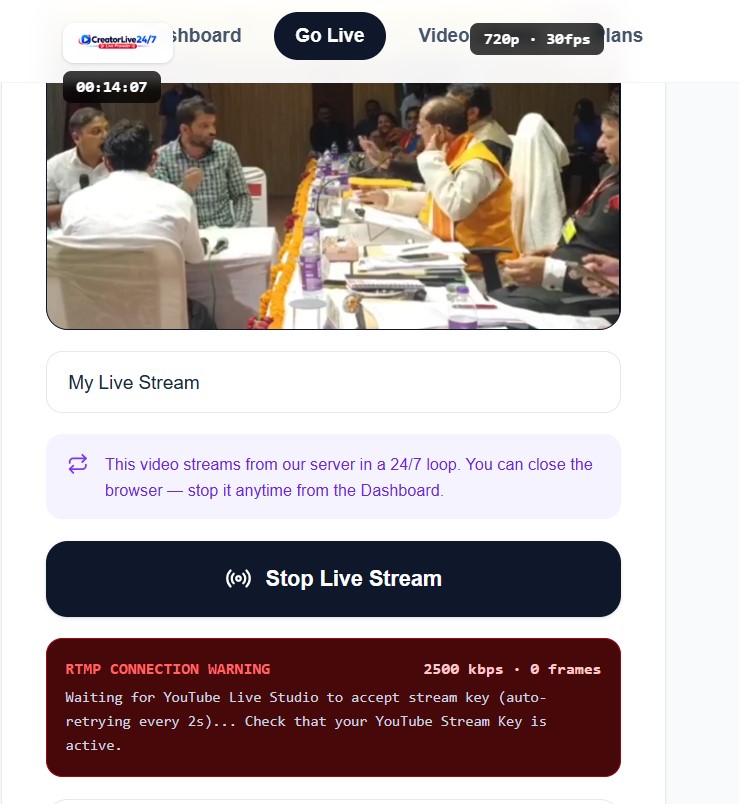 CreatorLive24/7
Live Provider
shboard
Go Live
Video
720p · 30fps
lans
00:14:07
My Live Stream
This video streams from our server in a 24/7 loop. You can close the
browser — stop it anytime from the Dashboard.
Stop Live Stream
RTMP CONNECTION WARNING
2500 kbps · 0 frames
Waiting for YouTube Live Studio to accept stream key (auto-
retrying every 2s)... Check that your YouTube Stream Key is
active.